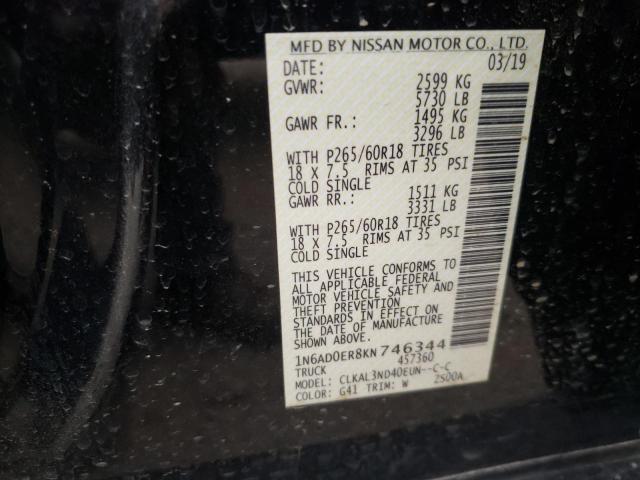 MFD BY NISSAN MOTOR CO., LTD.
DATE: 03/19
GVWR: 2599 KG
5730 LB
GAWR FR.: 1495 KG
3296 LB
WITH P265/60R18 TIRES
18 X 7.5 RIMS AT 35 PSI
COLD SINGLE
GAWR RR.: 1511 KG
3331 LB
WITH P265/60R18 TIRES
18 X 7.5 RIMS AT 35 PSI
COLD SINGLE
THIS VEHICLE CONFORMS TO
ALL APPLICABLE FEDERAL
MOTOR VEHICLE SAFETY AND
THEFT PREVENTION
STANDARDS IN EFFECT ON
THE DATE OF MANUFACTURE
SHOWN ABOVE.
1N6AD0ER8KN746344
TRUCK 457360
MODEL: CLKAL3ND40EUN--C-C
COLOR: G41 TRIM: W 2S00A